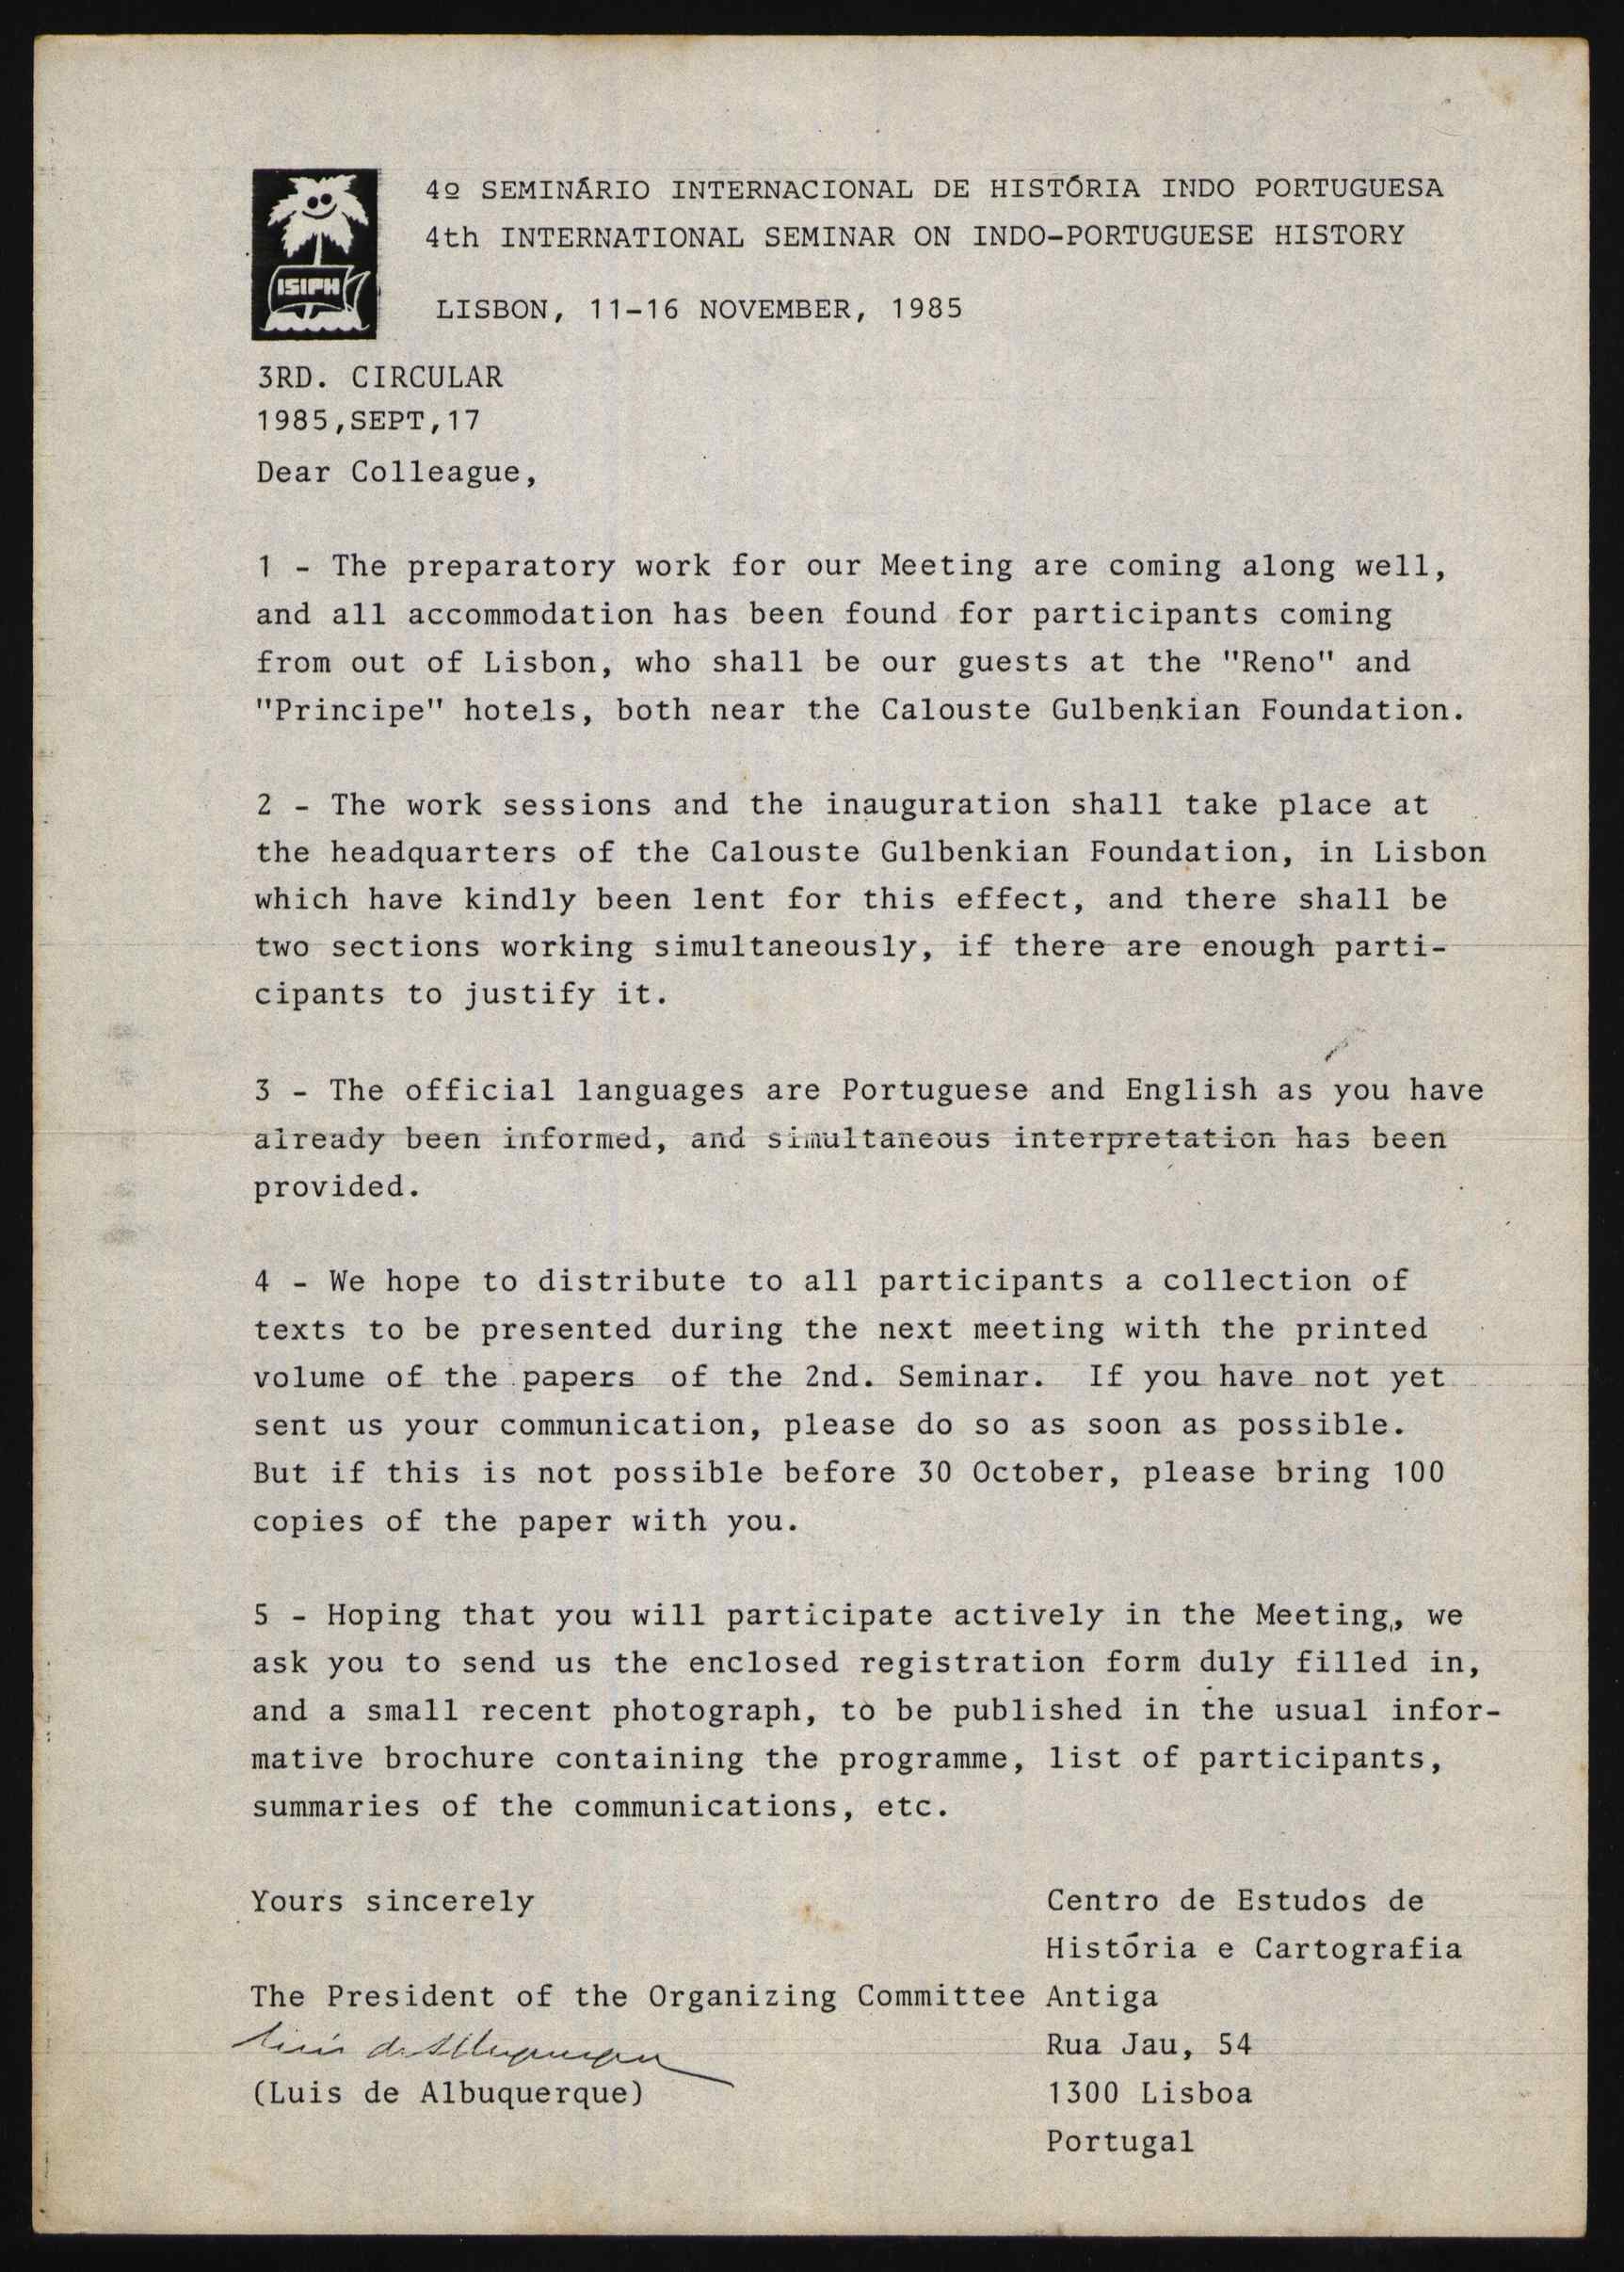 4º SEMINÁRIO INTERNACIONAL DE HISTÓRIA INDO PORTUGUESA
4th INTERNATIONAL SEMINAR ON INDO-PORTUGUESE HISTORY
ISIPH
LISBON, 11-16 NOVEMBER, 1985
3RD. CIRCULAR
1985,SEPT,17
Dear Colleague,
1 - The preparatory work for our Meeting are coming along well,
and all accommodation has been found for participants coming
from out of Lisbon, who shall be our guests at the "Reno" and
"Principe" hotels, both near the Calouste Gulbenkian Foundation.
2 - The work sessions and the inauguration shall take place at
the headquarters of the Calouste Gulbenkian Foundation, in Lisbon
which have kindly been lent for this effect, and there shall be
two sections working simultaneously, if there are enough parti-
cipants to justify it.
3 - The official languages are Portuguese and English as you have
already been informed, and simultaneous interpretation has been
provided.
4 - We hope to distribute to all participants a collection of
texts to be presented during the next meeting with the printed
volume of the papers of the 2nd. Seminar. If you have not yet
sent us your communication, please do so as soon as possible.
But if this is not possible before 30 October, please bring 100
copies of the paper with you.
5 - Hoping that you will participate actively in the Meeting, we
ask you to send us the enclosed registration form duly filled in,
and a small recent photograph, to be published in the usual infor-
mative brochure containing the programme, list of participants,
summaries of the communications, etc.
Yours sincerely
The President of the Organizing Committee
Luís de Albuquerque
(Luis de Albuquerque)
Centro de Estudos de
História e Cartografia
Antiga
Rua Jau, 54
1300 Lisboa
Portugal